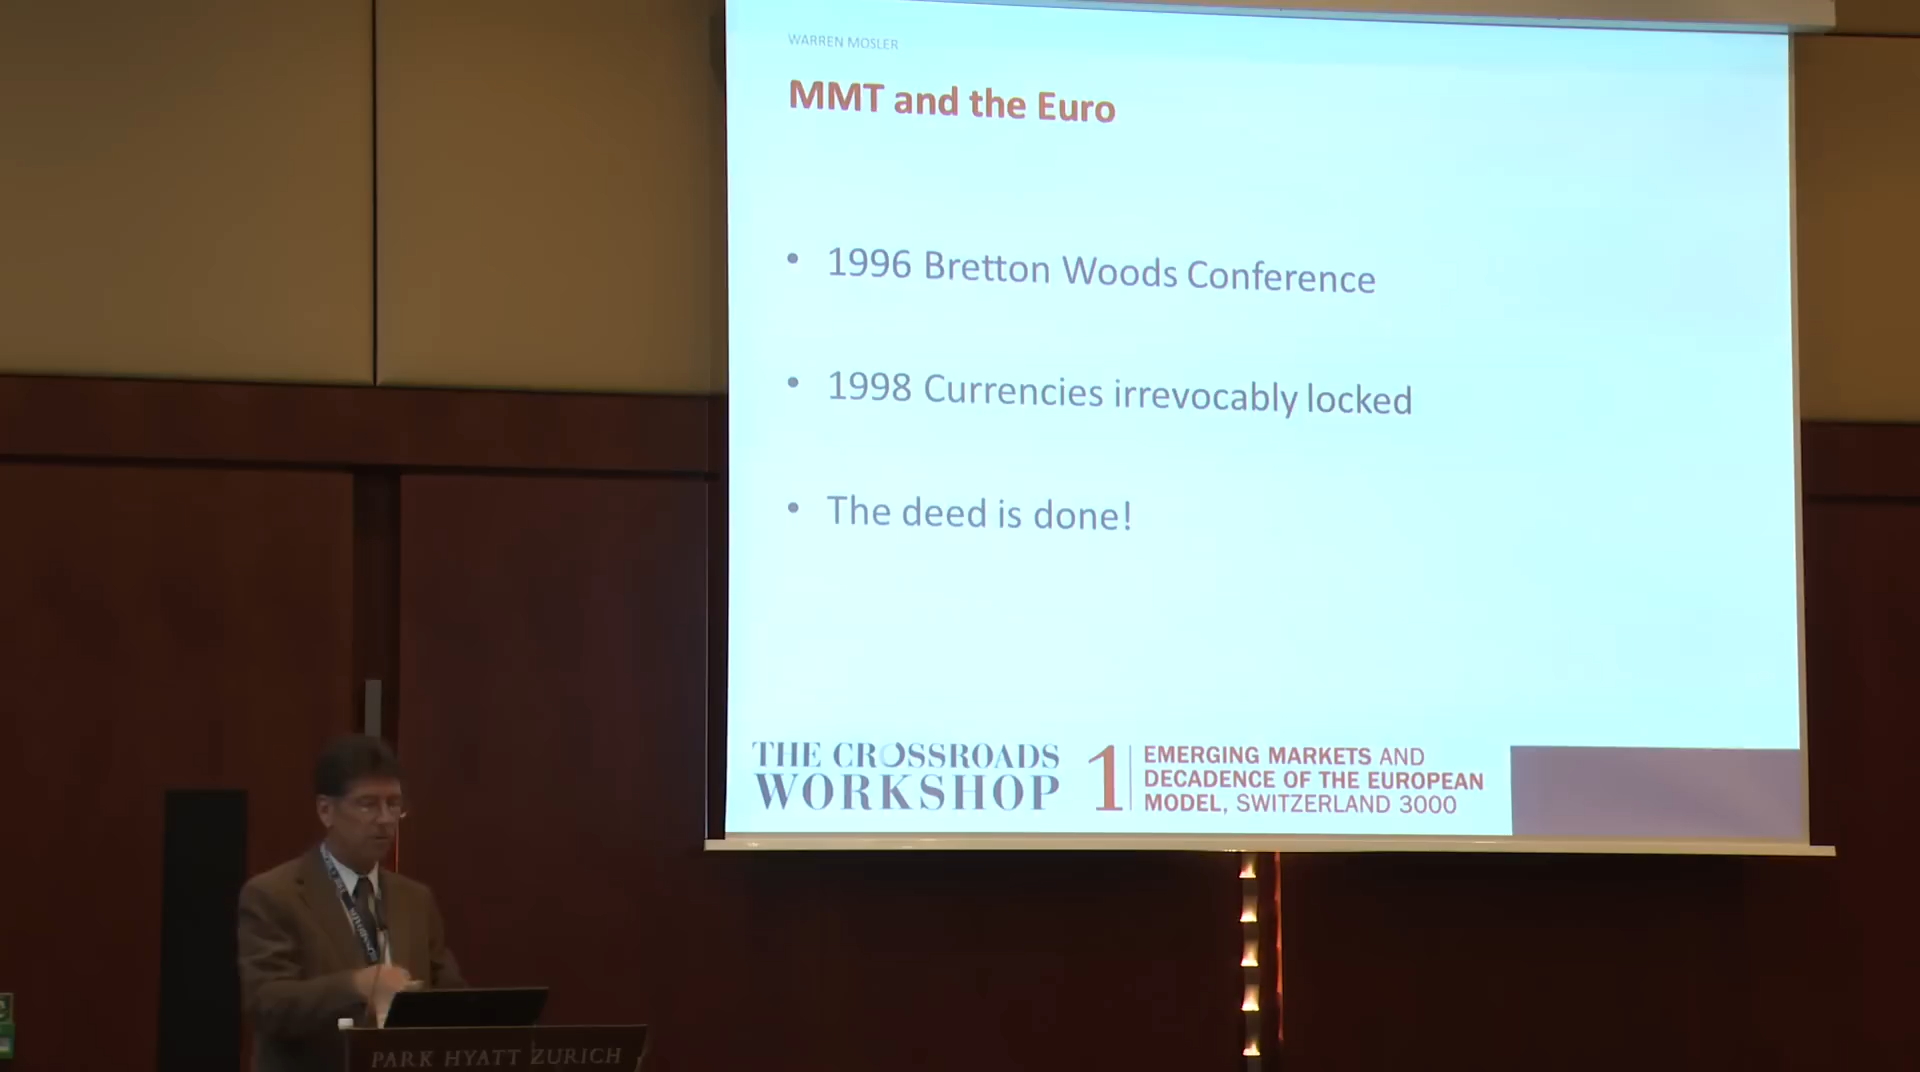 WARREN MOSLER
MMT and the Euro
• 1996 Bretton Woods Conference
• 1998 Currencies irrevocably locked
• The deed is done!
THE CROSSROADS
WORKSHOP
1
EMERGING MARKETS AND
DECADENCE OF THE EUROPEAN
MODEL, SWITZERLAND 3000
PARK HYATT ZURICH